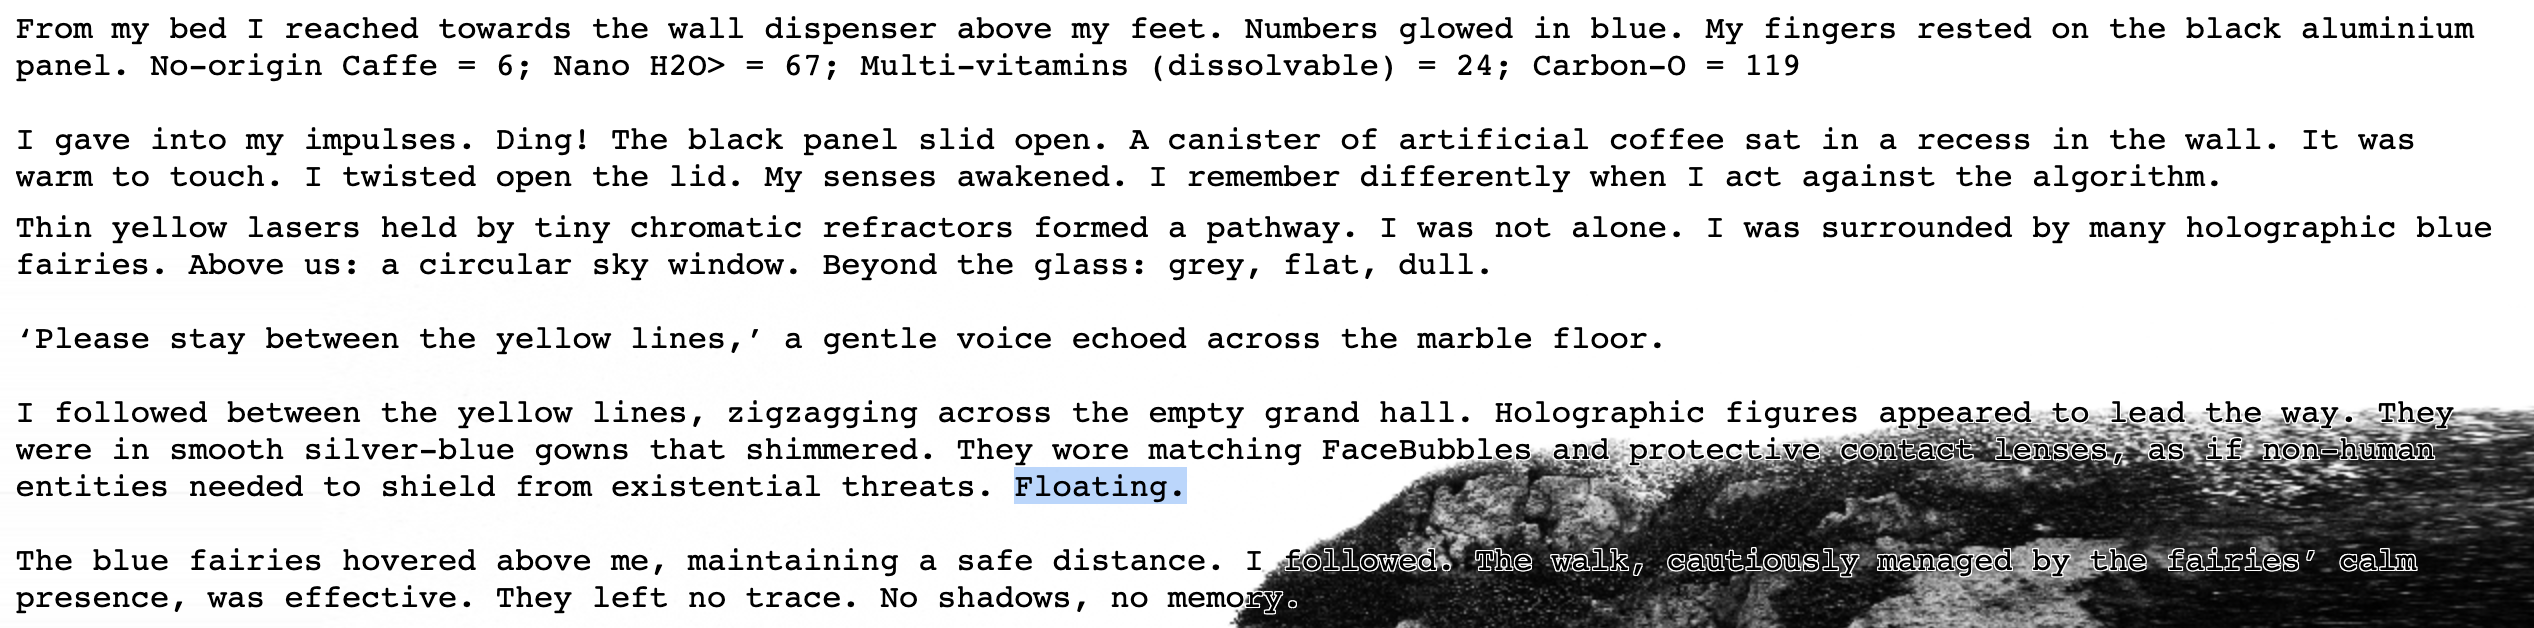 From my bed I reached towards the wall dispenser above my feet. Numbers glowed in blue. My fingers rested on the black aluminium
panel. No-origin Caffe = 6; Nano H2O> = 67; Multi-vitamins (dissolvable) = 24; Carbon-O = 119
I gave into my impulses. Ding! The black panel slid open. A canister of artificial coffee sat in a recess in the wall. It was
warm to touch. I twisted open the lid. My senses awakened. I remember differently when I act against the algorithm.
Thin yellow lasers held by tiny chromatic refractors formed a pathway. I was not alone. I was surrounded by many holographic blue
fairies. Above us: a circular sky window. Beyond the glass: grey, flat, dull.
‘Please stay between the yellow lines,’ a gentle voice echoed across the marble floor.
I followed between the yellow lines, zigzagging across the empty grand hall. Holographic figures appeared to lead the way. They
were in smooth silver-blue gowns that shimmered. They wore matching FaceBubbles and protective contact lenses, as if non-human
entities needed to shield from existential threats. Floating.
The blue fairies hovered above me, maintaining a safe distance. I followed. The walk, cautiously managed by the fairies’ calm
presence, was effective. They left no trace. No shadows, no memory.